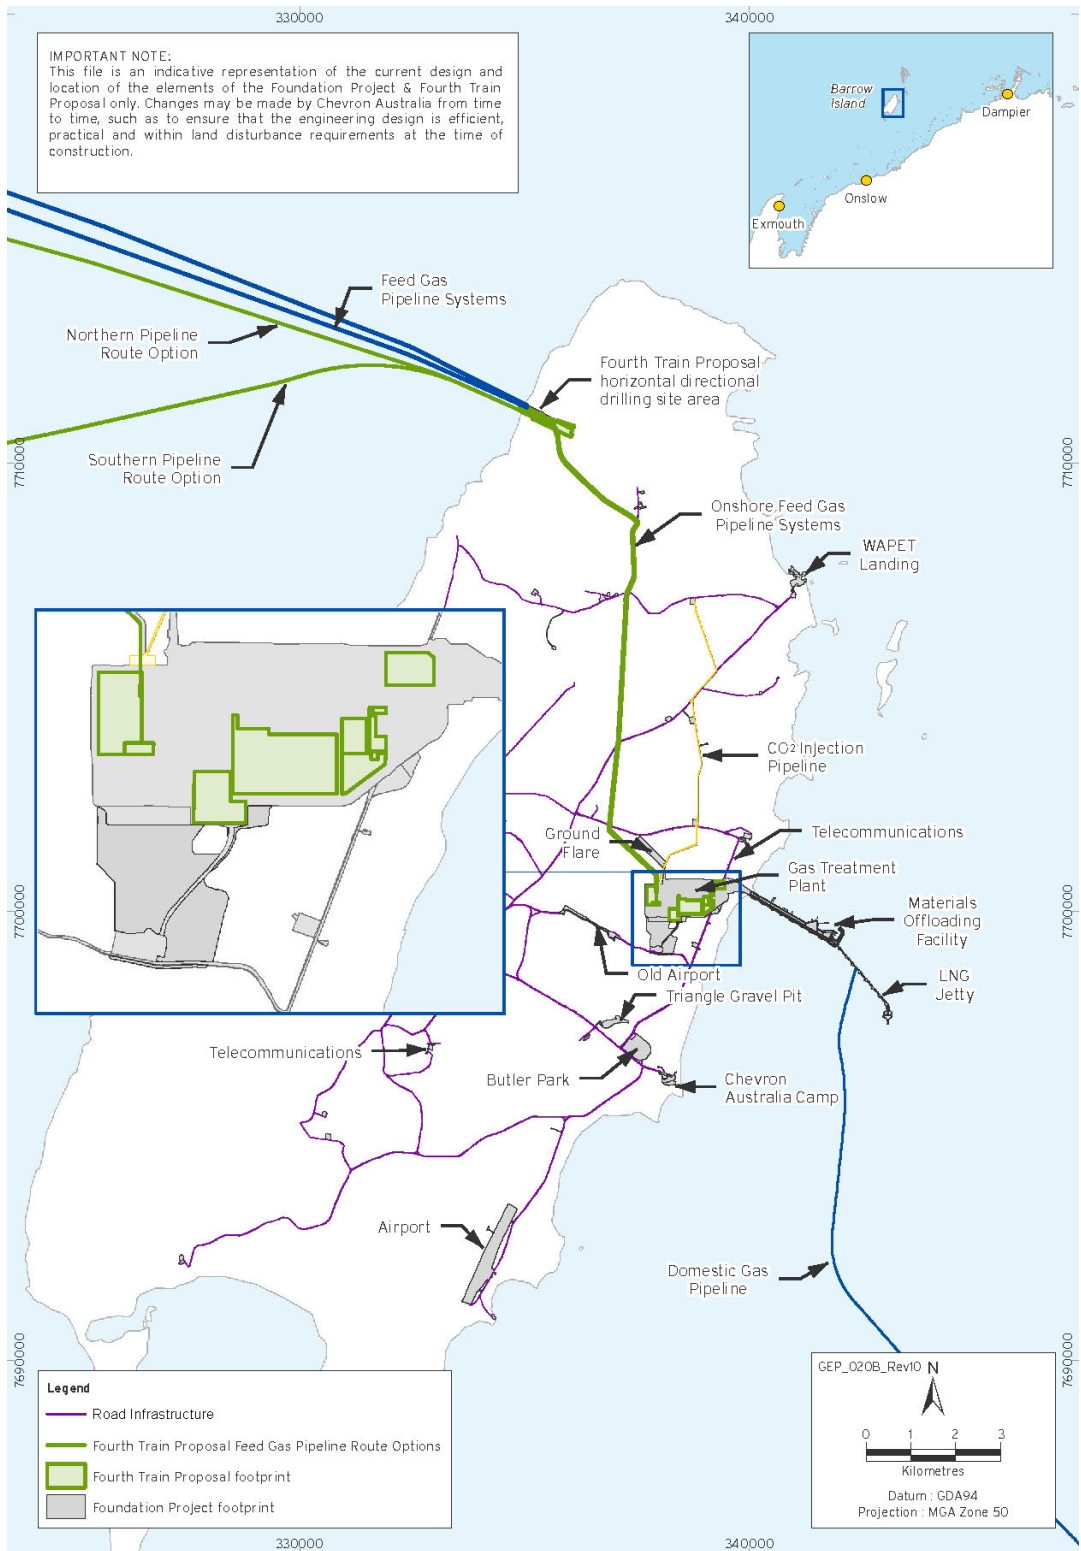 330000
340000
IMPORTANT NOTE:
This file is an indicative representation of the current design and
location of the elements of the Foundation Project & Fourth Train
Proposal only. Changes may be made by Chevron Australia from time
to time, such as to ensure that the engineering design is efficient,
practical and within land disturbance requirements at the time of
construction.
Barrow
Island
Dampier
Onslow
Exmouth
Feed Gas
Pipeline Systems
Northern Pipeline
Route Option
Fourth Train Proposal
horizontal directional
drilling site area
Southern Pipeline
Route Option
7710000
7710000
Onshore Feed Gas
Pipeline Systems
WAPET
Landing
CO2 Injection
Pipeline
Ground
Flare
Telecommunications
Gas Treatment
Plant
Materials
Offloading
Facility
7700000
7700000
Old Airport
LNG
Jetty
Triangle Gravel Pit
Telecommunications
Butler Park
Chevron
Australia Camp
Airport
Domestic Gas
Pipeline
7690000
7690000
Legend
Road Infrastructure
Fourth Train Proposal Feed Gas Pipeline Route Options
Fourth Train Proposal footprint
Foundation Project footprint
GEP_020B_Rev10
N
0 1 2 3
Kilometres
Datum : GDA94
Projection : MGA Zone 50
330000
340000